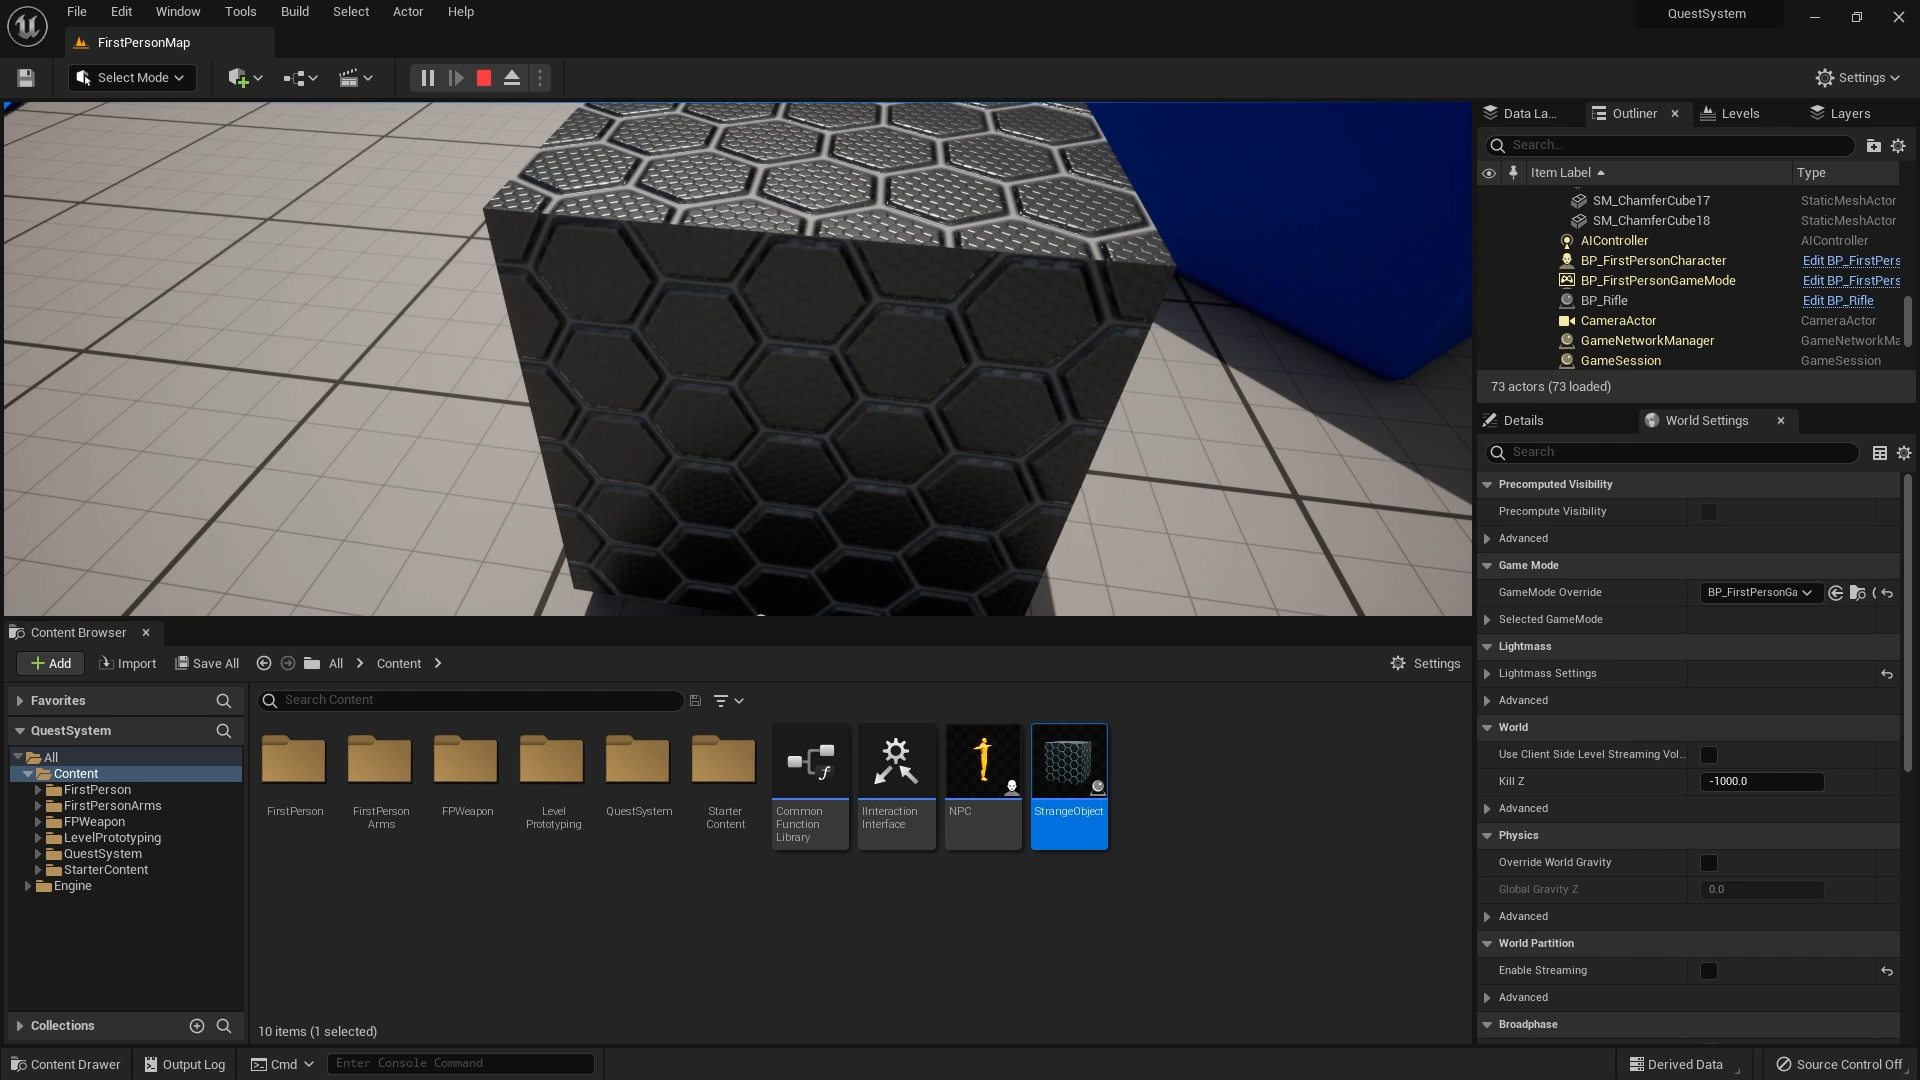 File Edit Window Tools Build Select Actor Help
QuestSystem
FirstPersonMap
Select Mode
Settings
Data La...
Outliner
Levels
Layers
Search...
Item Label
Type
SM_ChamferCube17 StaticMeshActor
SM_ChamferCube18 StaticMeshActor
AIController AIController
BP_FirstPersonCharacter Edit BP_FirstPers
BP_FirstPersonGameMode Edit BP_FirstPers
BP_Rifle Edit BP_Rifle
CameraActor CameraActor
GameNetworkManager GameNetworkMa
GameSession GameSession
73 actors (73 loaded)
Details
World Settings
Search
Precomputed Visibility
Precompute Visibility
Advanced
Game Mode
GameMode Override BP_FirstPersonGa
Selected GameMode
Lightmass
Lightmass Settings
Advanced
World
Use Client Side Level Streaming Vol...
Kill Z -1000.0
Advanced
Physics
Override World Gravity
Global Gravity Z 0.0
Advanced
World Partition
Enable Streaming
Advanced
Broadphase
Content Browser
Add Import Save All All Content Settings
Favorites
QuestSystem
All
Content
FirstPerson
FirstPersonArms
FPWeapon
LevelPrototyping
QuestSystem
StarterContent
Engine
Collections
Search Content
FirstPerson
FirstPerson
Arms
FPWeapon
Level
Prototyping
QuestSystem
Starter
Content
Common
Function
Library
IInteraction
Interface
NPC
StrangeObject
10 items (1 selected)
Content Drawer
Output Log
Cmd
Enter Console Command
Derived Data
Source Control Off